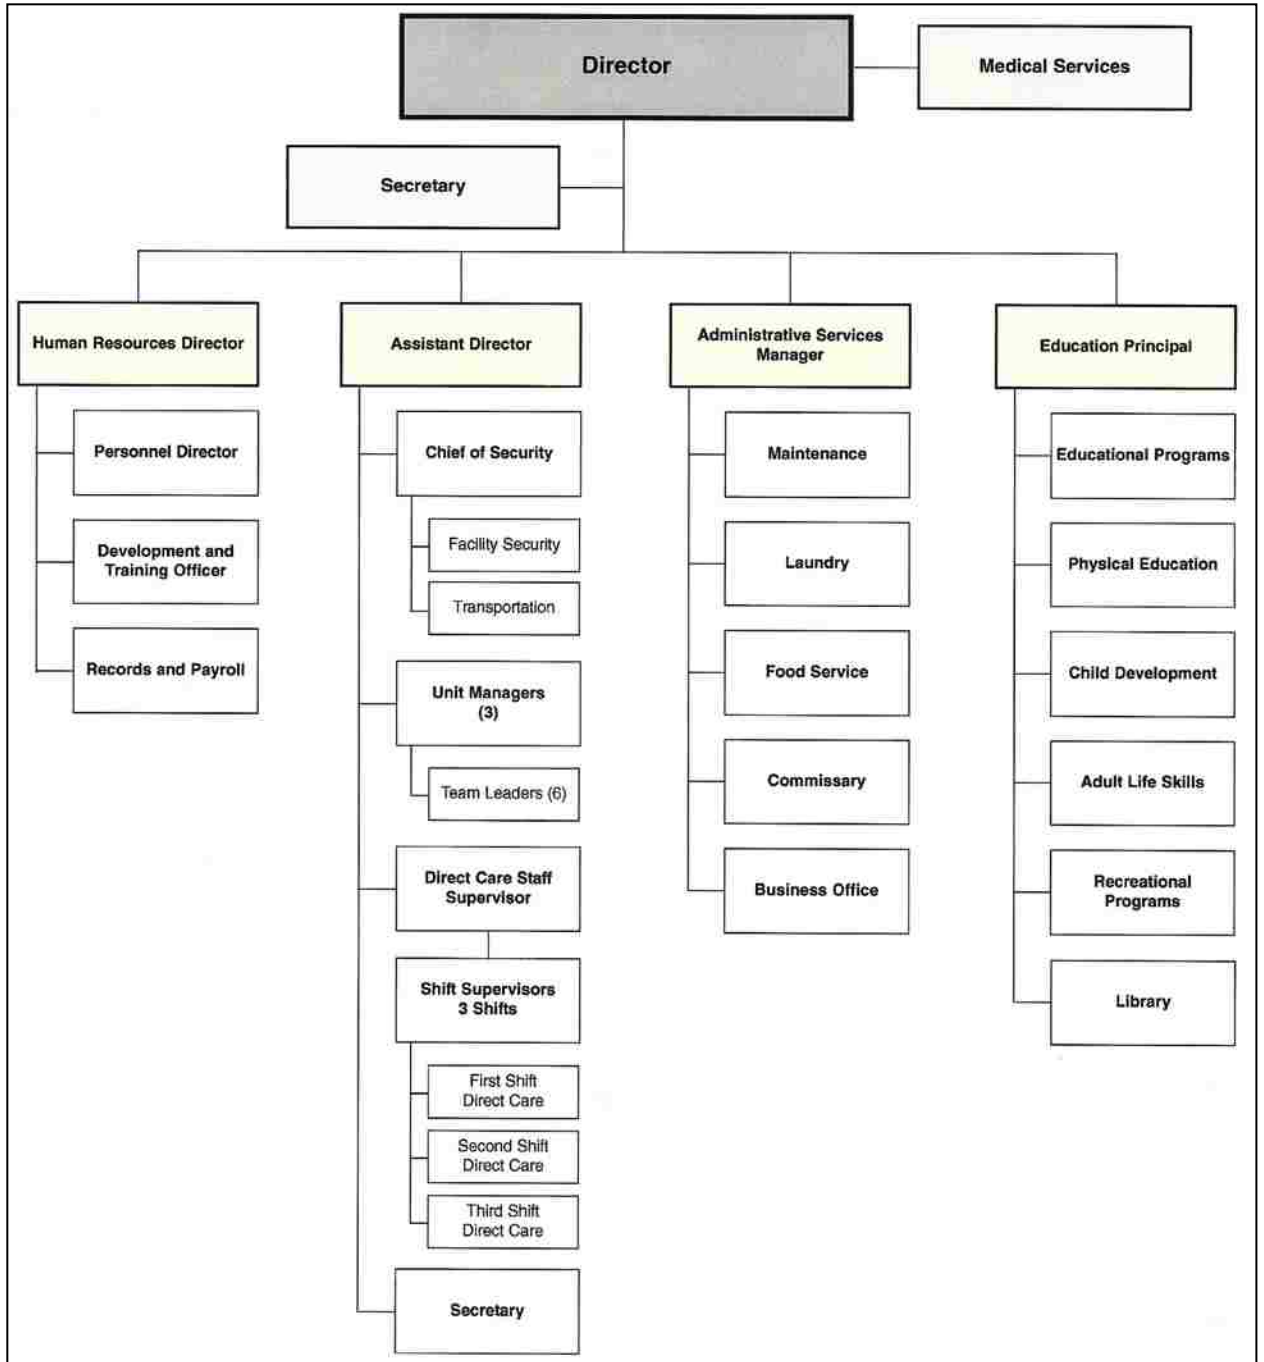 Director
Medical Services
Secretary
Human Resources Director
Personnel Director
Development and
Training Officer
Records and Payroll
Assistant Director
Chief of Security
Facility Security
Transportation
Unit Managers
(3)
Team Leaders (6)
Direct Care Staff
Supervisor
Shift Supervisors
3 Shifts
First Shift
Direct Care
Second Shift
Direct Care
Third Shift
Direct Care
Secretary
Administrative Services
Manager
Maintenance
Laundry
Food Service
Commissary
Business Office
Education Principal
Educational Programs
Physical Education
Child Development
Adult Life Skills
Recreational
Programs
Library